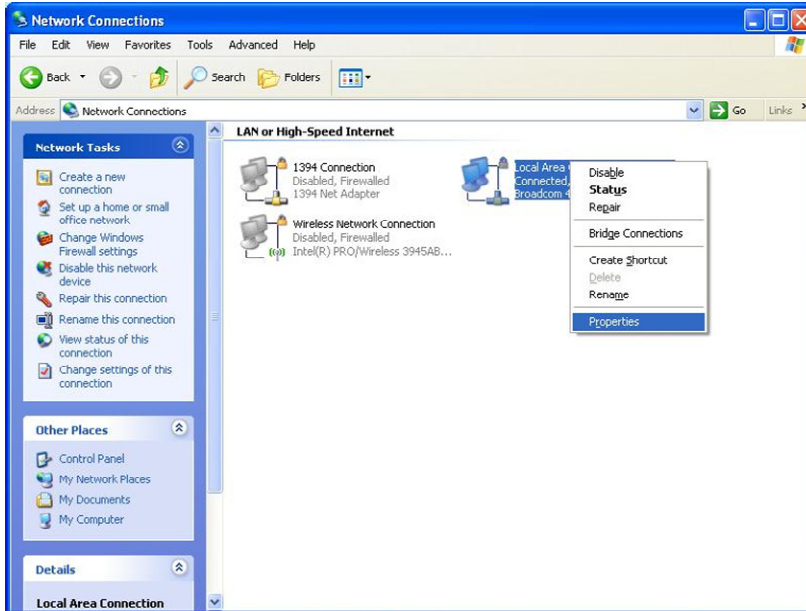 Network Connections
File Edit View Favorites Tools Advanced Help
Back Search Folders
Address Network Connections Go Links
Network Tasks
Create a new
connection
Set up a home or small
office network
Change Windows
Firewall settings
Disable this network
device
Repair this connection
Rename this connection
View status of this
connection
Change settings of this
connection
Other Places
Control Panel
My Network Places
My Documents
My Computer
Details
Local Area Connection
LAN or High-Speed Internet
1394 Connection
Disabled, Firewalled
1394 Net Adapter
Wireless Network Connection
Disabled, Firewalled
Intel(R) PRO/Wireless 3945AB...
Local Area
Connected,
Broadcom 4
Disable
Status
Repair
Bridge Connections
Create Shortcut
Delete
Rename
Properties